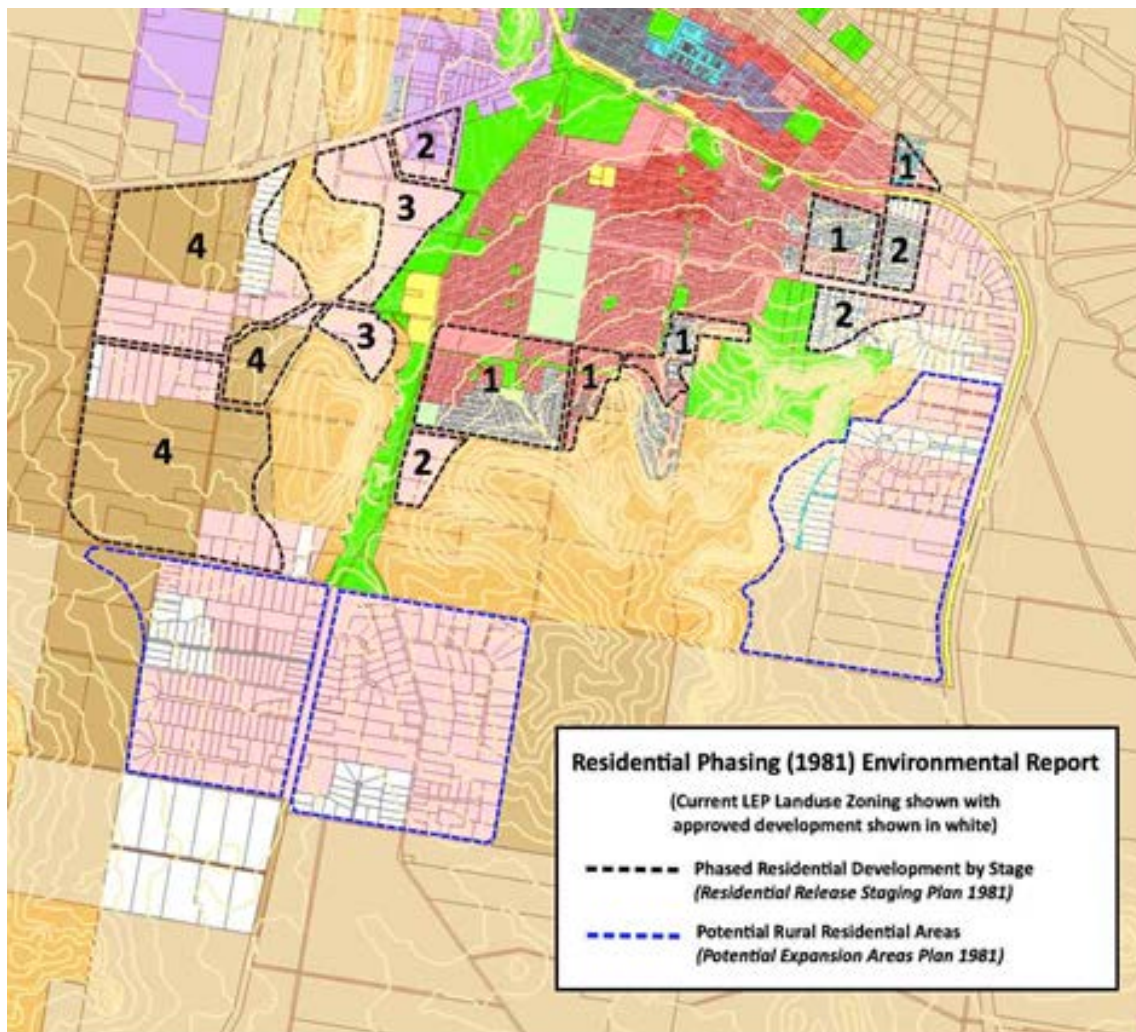 2
1
3
1
2
4
2
3
1
4
1
1
2
4
Residential Phasing (1981) Environmental Report
(Current LEP Landuse Zoning shown with
approved development shown in white)
Phased Residential Development by Stage
(Residential Release Staging Plan 1981)
Potential Rural Residential Areas
(Potential Expansion Areas Plan 1981)